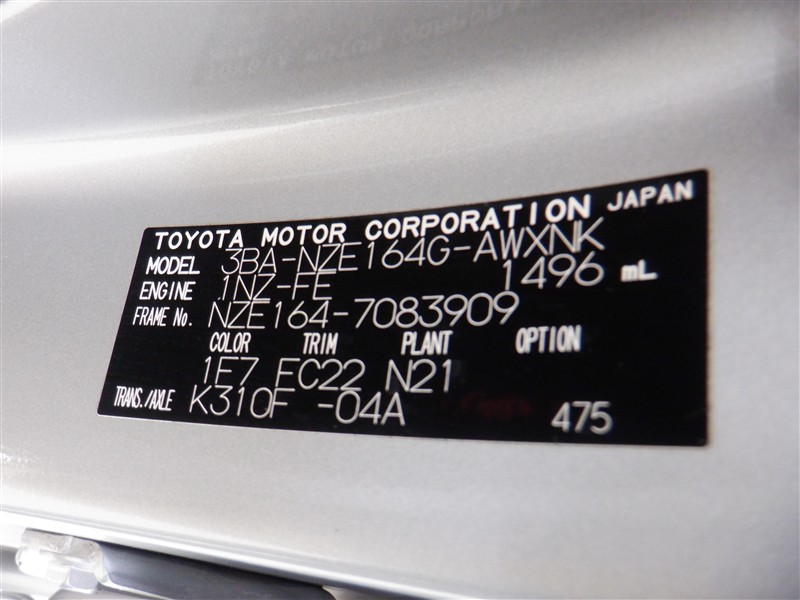 TOYOTA MOTOR CORPORATION JAPAN
MODEL 3BA-NZE164G-AWXNK
ENGINE 1NZ-FE 1496 mL
FRAME No. NZE164-7083909
COLOR TRIM PLANT OPTION
1F7 FC22 N21
TRANS./AXLE K310F -04A 475